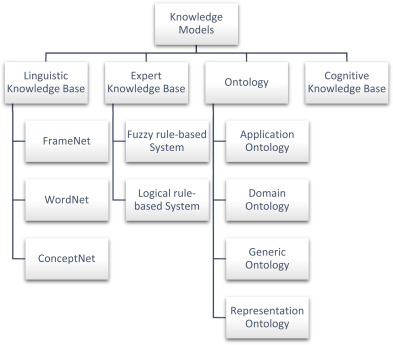 Knowledge
Models
Linguistic
Knowledge Base
Expert
Knowledge Base
Ontology
Cognitive
Knowledge Base
FrameNet
WordNet
ConceptNet
Fuzzy rule-based
System
Logical rule-
based System
Application
Ontology
Domain
Ontology
Generic
Ontology
Representation
Ontology